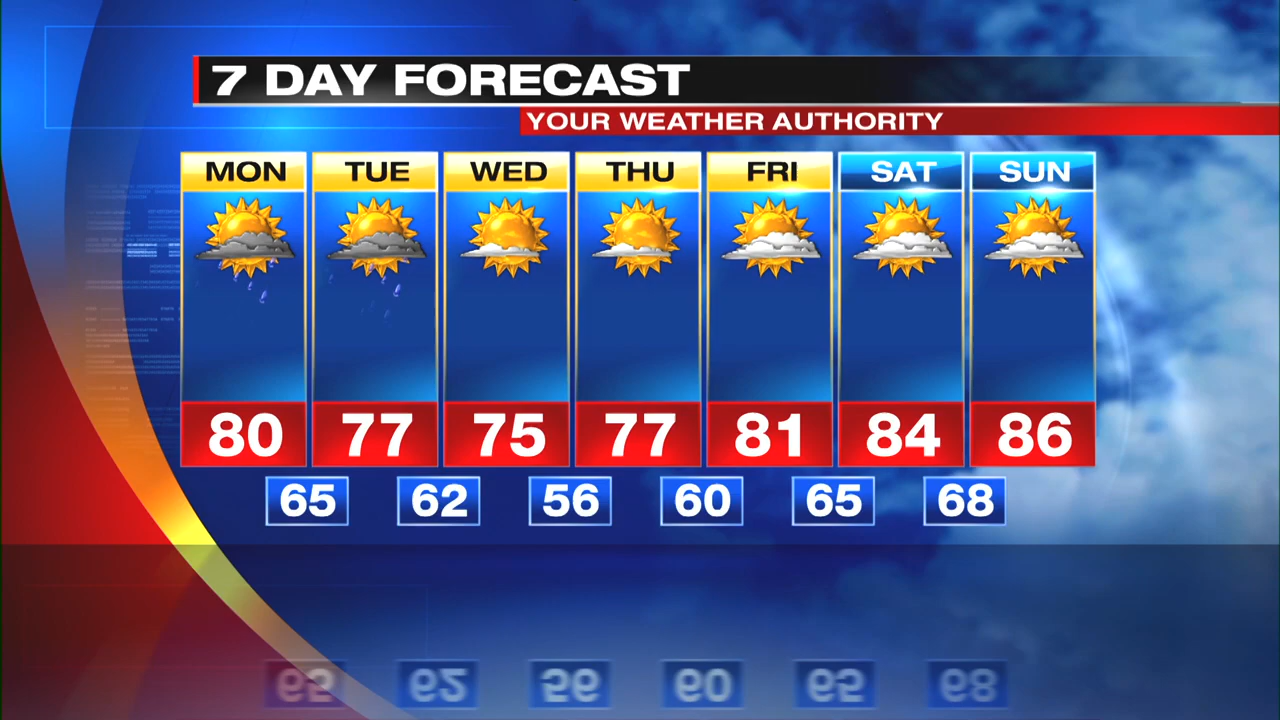 7 DAY FORECAST
YOUR WEATHER AUTHORITY
MON TUE WED THU FRI SAT SUN
80 77 75 77 81 84 86
65 62 56 60 65 68